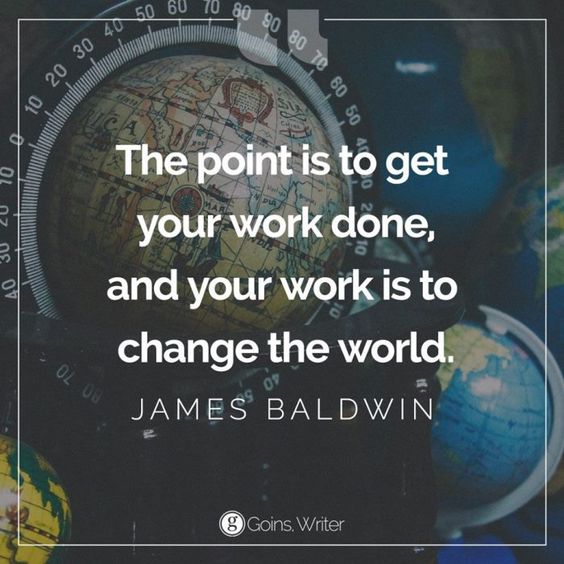 The point is to get
your work done,
and your work is to
change the world.
JAMES BALDWIN
g Goins, Writer